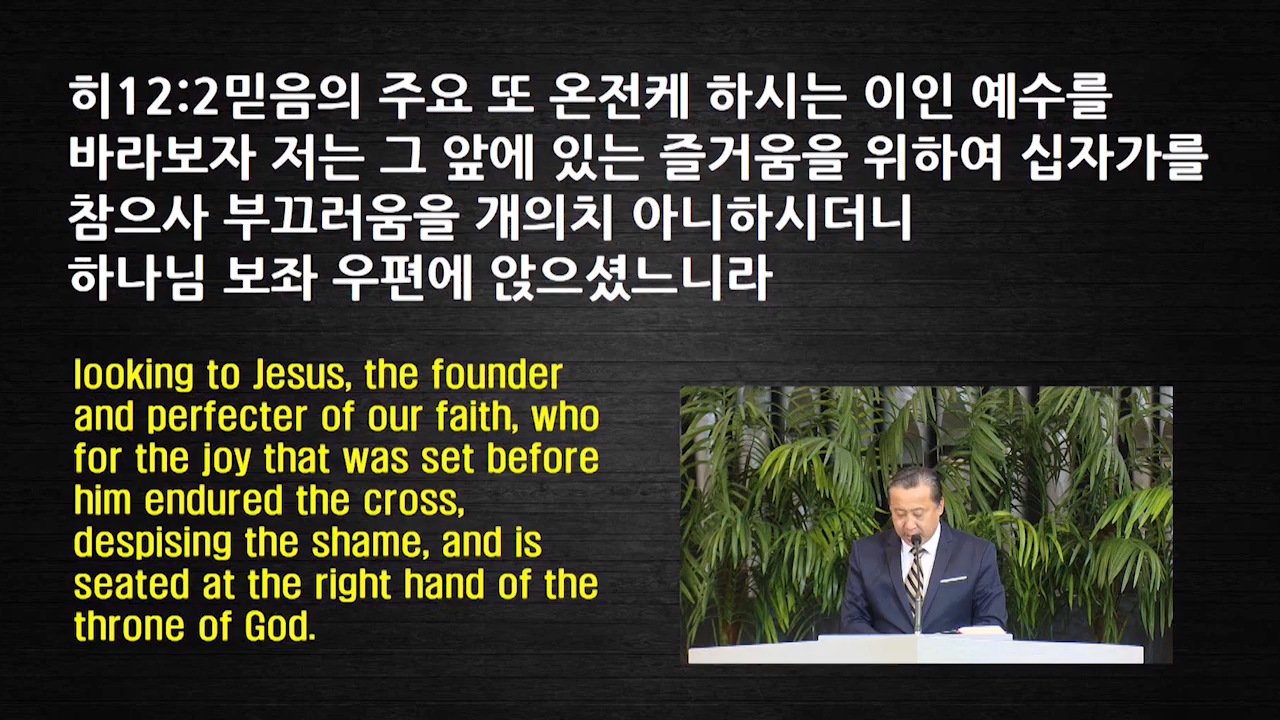 히12:2믿음의 주요 또 온전케 하시는 이인 예수를
바라보자 저는 그 앞에 있는 즐거움을 위하여 십자가를
참으사 부끄러움을 개의치 아니하시더니
하나님 보좌 우편에 앉으셨느니라
looking to Jesus, the founder
and perfecter of our faith, who
for the joy that was set before
him endured the cross,
despising the shame, and is
seated at the right hand of the
throne of God.